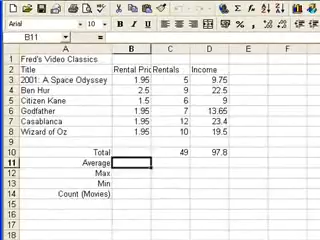 Arial 10 B I U
B11
A B C D E F
1 Fred's Video Classics
2 Title Rental Pric Rentals Income
3 2001: A Space Odyssey 1.95 5 9.75
4 Ben Hur 2.5 9 22.5
5 Citizen Kane 1.5 6 9
6 Godfather 1.95 7 13.65
7 Casablanca 1.95 12 23.4
8 Wizard of Oz 1.95 10 19.5
9
10 Total 49 97.8
11 Average
12 Max
13 Min
14 Count (Movies)
15
16
17
18